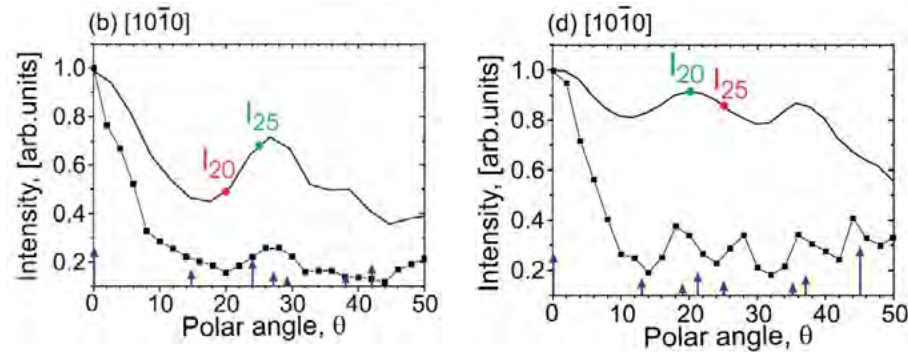 (b) [101̅0]
Intensity, [arb.units]
1.0
0.8
0.6
0.4
0.2
I20
I25
0
10
20
30
40
50
Polar angle, θ
(d) [101̅0]
Intensity, [arb.units]
1.0
0.8
0.6
0.4
0.2
I20
I25
0
10
20
30
40
50
Polar angle, θ